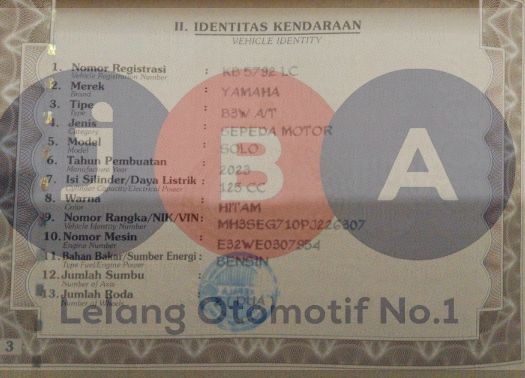 II. IDENTITAS KENDARAAN
VEHICLE IDENTITY
1. Nomor Registrasi : KB 5792 LC
Vehicle Registration Number
2. Merek : YAMAHA
Brand
3. Tipe : B3W A/T
Type
4. Jenis : SEPEDA MOTOR
Category
5. Model : SOLO
Model
6. Tahun Pembuatan : 2023
Manufacture Year
7. Isi Silinder/Daya Listrik : 125 CC
Cylinder Capacity/Electrical Power
8. Warna : HITAM
Color
9. Nomor Rangka/NIK/VIN : MH3SEG710PJ226307
Vehicle Identity Number
10. Nomor Mesin : E32WE0307954
Engine Number
11. Bahan Bakar/Sumber Energi : BENSIN
Type Fuel/Engine Power
12. Jumlah Sumbu :
Number of Axis
13. Jumlah Roda : DUA
Number of Wheels
iBA
Lelang Otomotif No.1
3